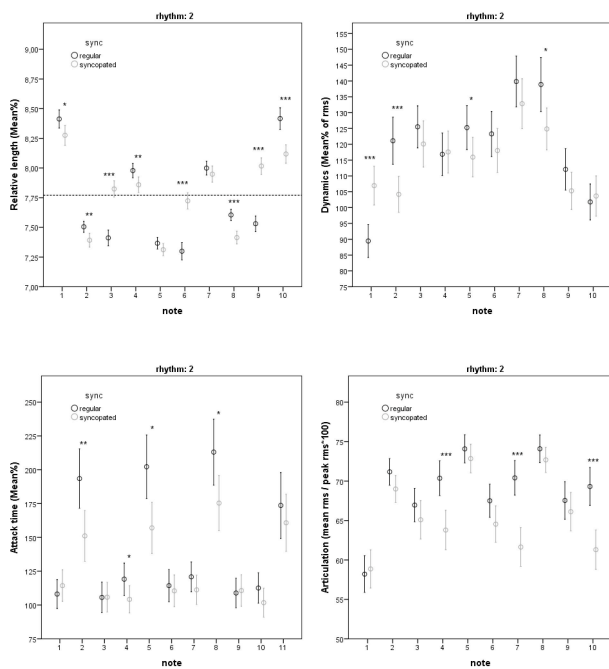 rhythm: 2
sync
regular
syncopated
Relative length (Mean%)
9,00
8,75
8,50
8,25
8,00
7,75
7,50
7,25
7,00
* ** *** ** *** *** *** ***
1 2 3 4 5 6 7 8 9 10
note
rhythm: 2
sync
regular
syncopated
Dynamics (Mean% of rms)
155
150
145
140
135
130
125
120
115
110
105
100
95
90
85
80
75
*** *** * *
1 2 3 4 5 6 7 8 9 10
note
rhythm: 2
sync
regular
syncopated
Attack time (Mean%)
250
225
200
175
150
125
100
75
** * * *
1 2 3 4 5 6 7 8 9 10 11
note
rhythm: 2
sync
regular
syncopated
Articulation (mean rms / peak rms*100)
80
75
70
65
60
55
50
*** *** ***
1 2 3 4 5 6 7 8 9 10
note